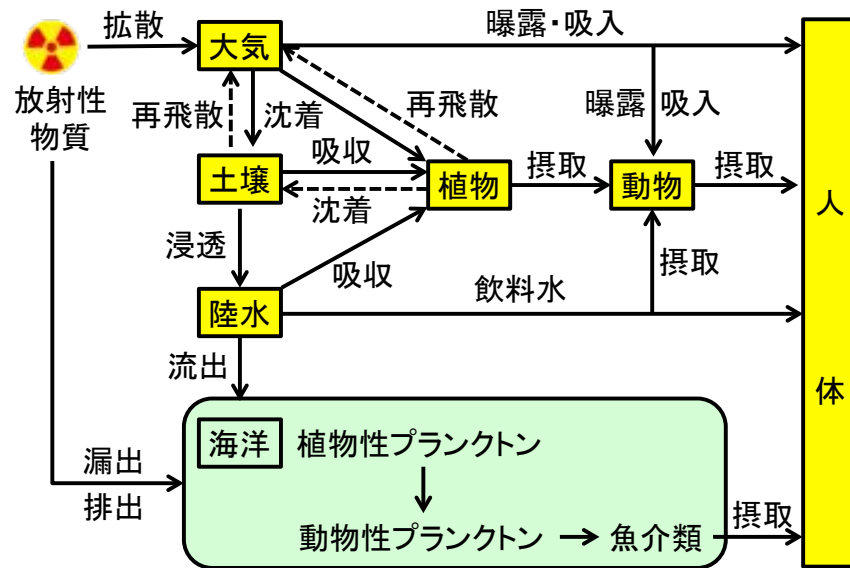 拡散
大気
曝露・吸入
放射性
物質
再飛散
沈着
再飛散
曝露 吸入
吸収
土壌
植物
摂取
動物
摂取
沈着
人
体
浸透
吸収
摂取
陸水
飲料水
流出
海洋
植物性プランクトン
漏出
排出
動物性プランクトン
魚介類
摂取